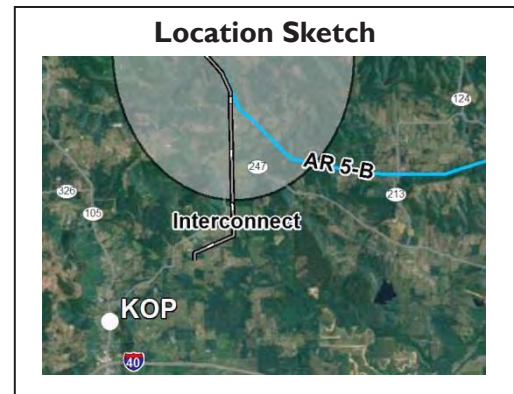 Location Sketch
124
247
AR 5-B
326
213
105
Interconnect
KOP
40